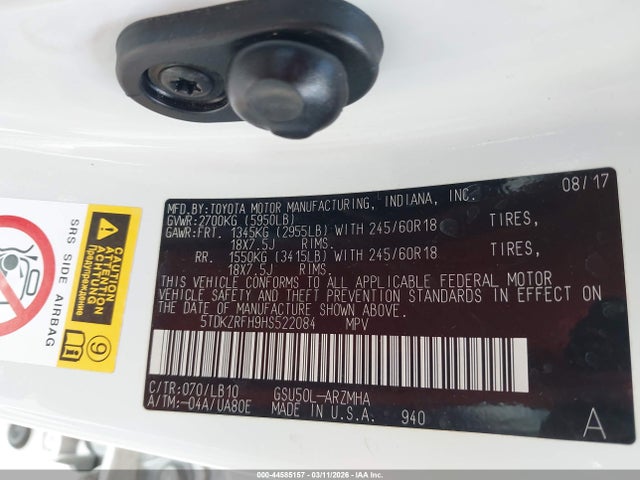 MFD.BY:TOYOTA MOTOR MANUFACTURING, INDIANA, INC. 08/17
GVWR:2700KG (5950LB)
GAWR:FRT. 1345KG (2955LB) WITH 245/60R18 TIRES,
18X7.5J RIMS.
RR. 1550KG (3415LB) WITH 245/60R18 TIRES,
18X7.5J RIMS.
THIS VEHICLE CONFORMS TO ALL APPLICABLE FEDERAL MOTOR
VEHICLE SAFETY AND THEFT PREVENTION STANDARDS IN EFFECT ON
THE DATE OF MANUFACTURE SHOWN ABOVE.
5TDKZRFH9HS522084 MPV
C/TR:070/LB10 GSU50L-ARZMHA
A/TM:-04A/UA80E MADE IN U.S.A. 940 A
SRS SIDE AIRBAG
CAUTION
ACHTUNG
ATTENTION
9
000-44585157 - 03/11/2026 - PIKACHU